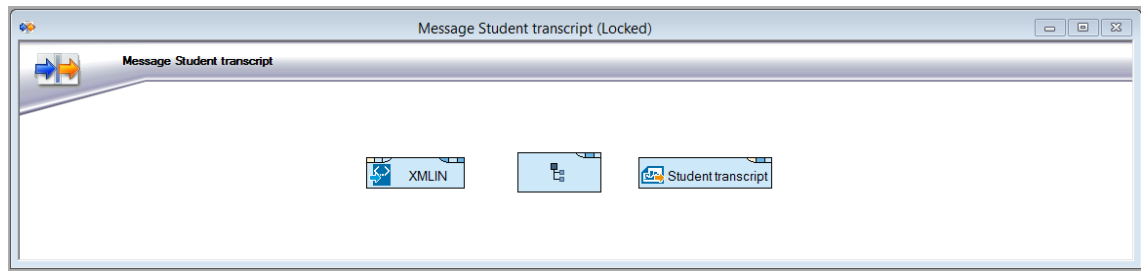 Message Student transcript (Locked)
Message Student transcript
XMLIN
Student transcript